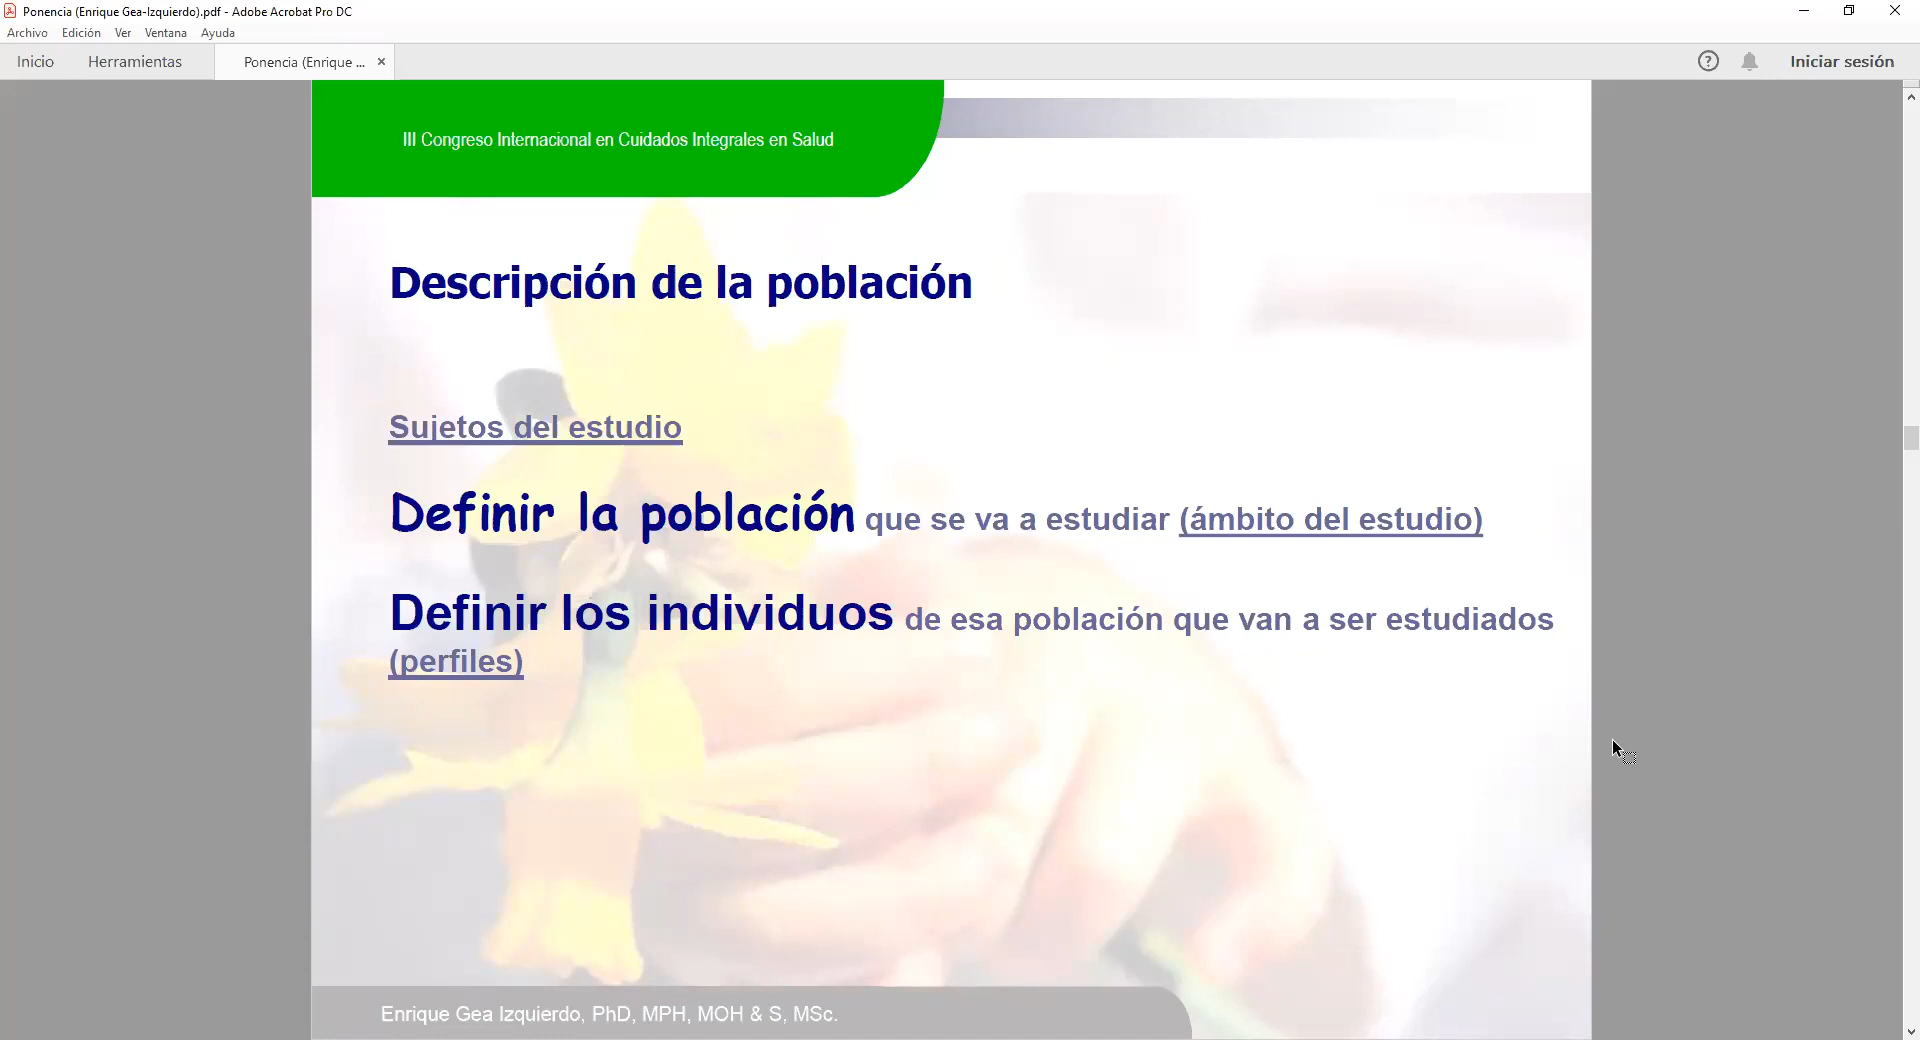 Ponencia (Enrique Gea-Izquierdo).pdf - Adobe Acrobat Pro DC
Archivo Edición Ver Ventana Ayuda
Inicio Herramientas Ponencia (Enrique ... × Iniciar sesión
III Congreso Internacional en Cuidados Integrales en Salud
Descripción de la población
Sujetos del estudio
Definir la población que se va a estudiar (ámbito del estudio)
Definir los individuos de esa población que van a ser estudiados
(perfiles)
Enrique Gea Izquierdo, PhD, MPH, MOH & S, MSc.